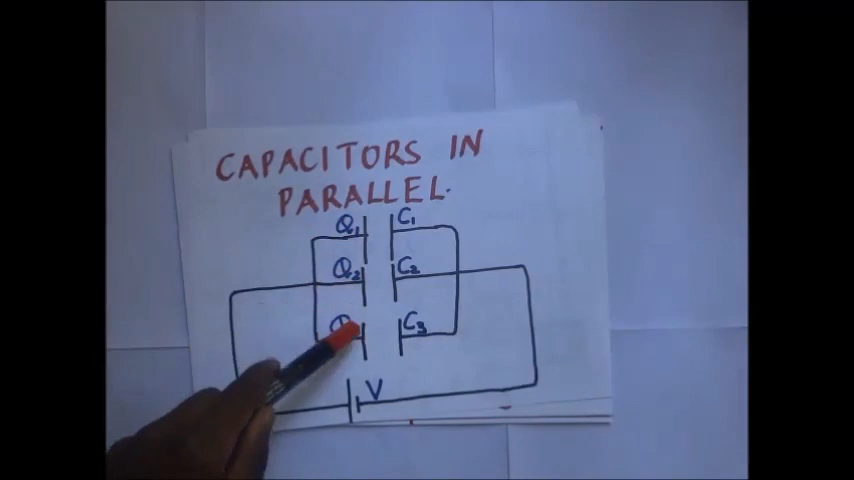 CAPACITORS IN
PARALLEL.
Q1 C1
Q2 C2
C3
V